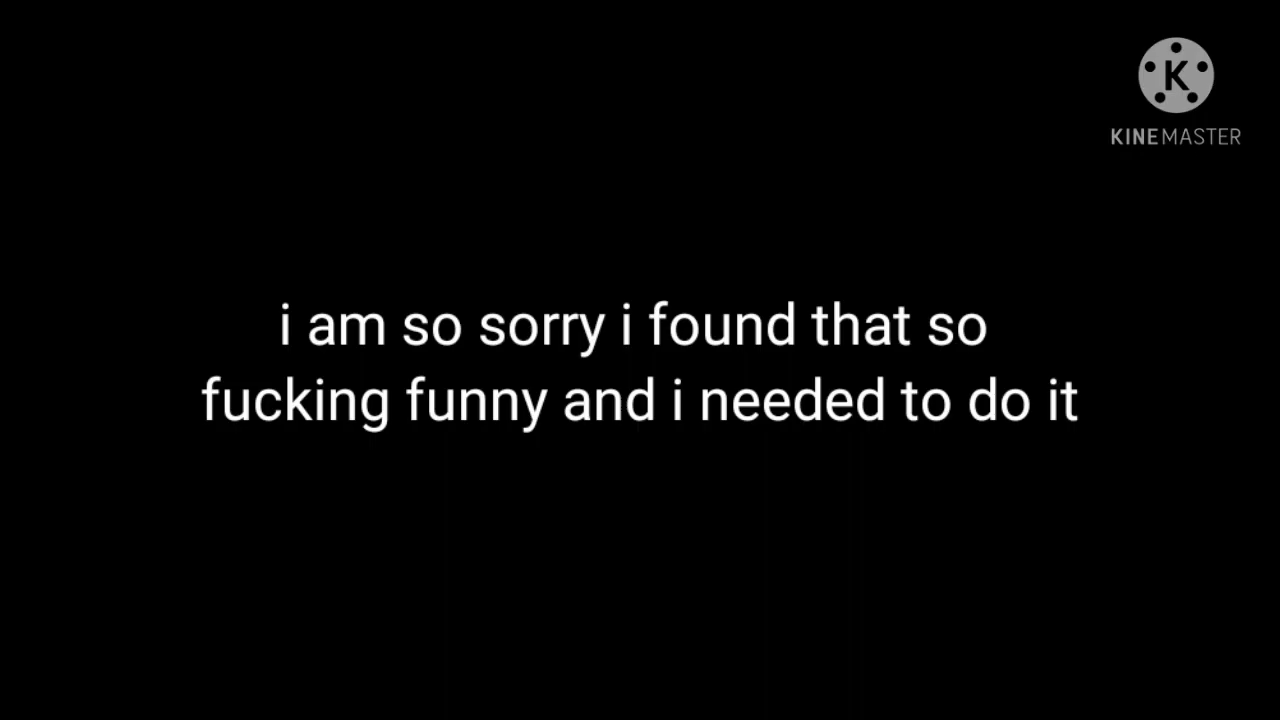 K
KINEMASTER
i am so sorry i found that so
fucking funny and i needed to do it